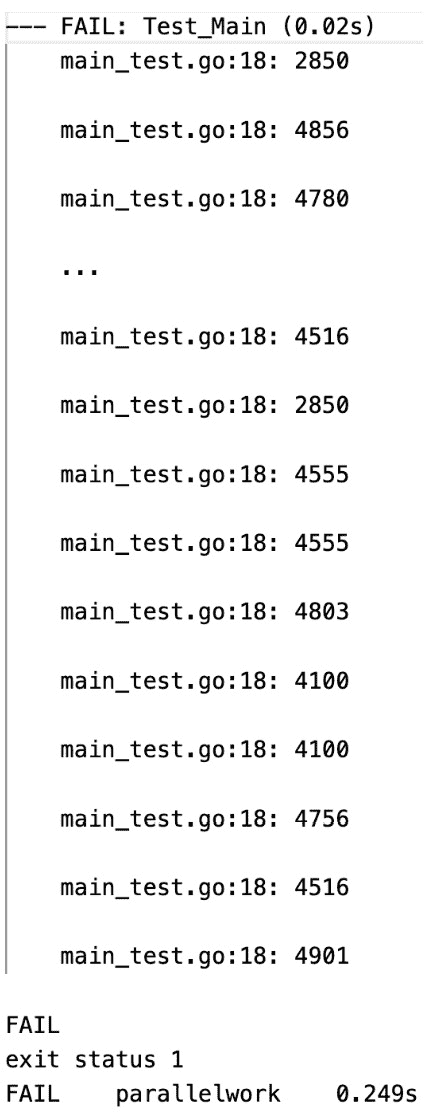 --- FAIL: Test_Main (0.02s)
main_test.go:18: 2850
main_test.go:18: 4856
main_test.go:18: 4780
...
main_test.go:18: 4516
main_test.go:18: 2850
main_test.go:18: 4555
main_test.go:18: 4555
main_test.go:18: 4803
main_test.go:18: 4100
main_test.go:18: 4100
main_test.go:18: 4756
main_test.go:18: 4516
main_test.go:18: 4901
FAIL
exit status 1
FAIL    parallelwork    0.249s